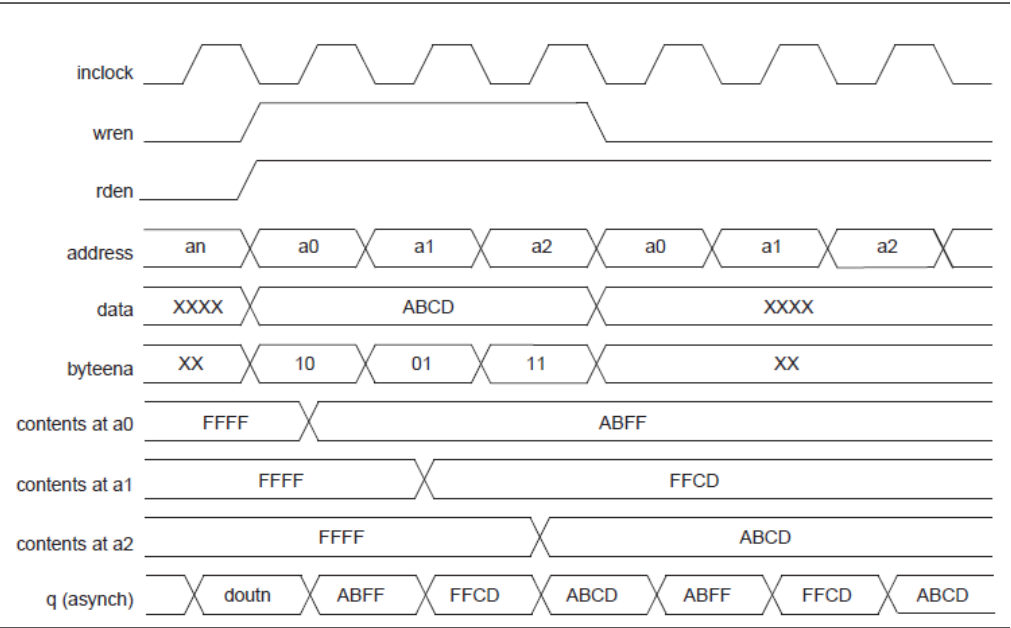 inclock
wren
rden
address an a0 a1 a2 a0 a1 a2
data XXXX ABCD XXXX
byteena XX 10 01 11 XX
contents at a0 FFFF ABFF
contents at a1 FFFF FFCD
contents at a2 FFFF ABCD
q (asynch) doutn ABFF FFCD ABCD ABFF FFCD ABCD